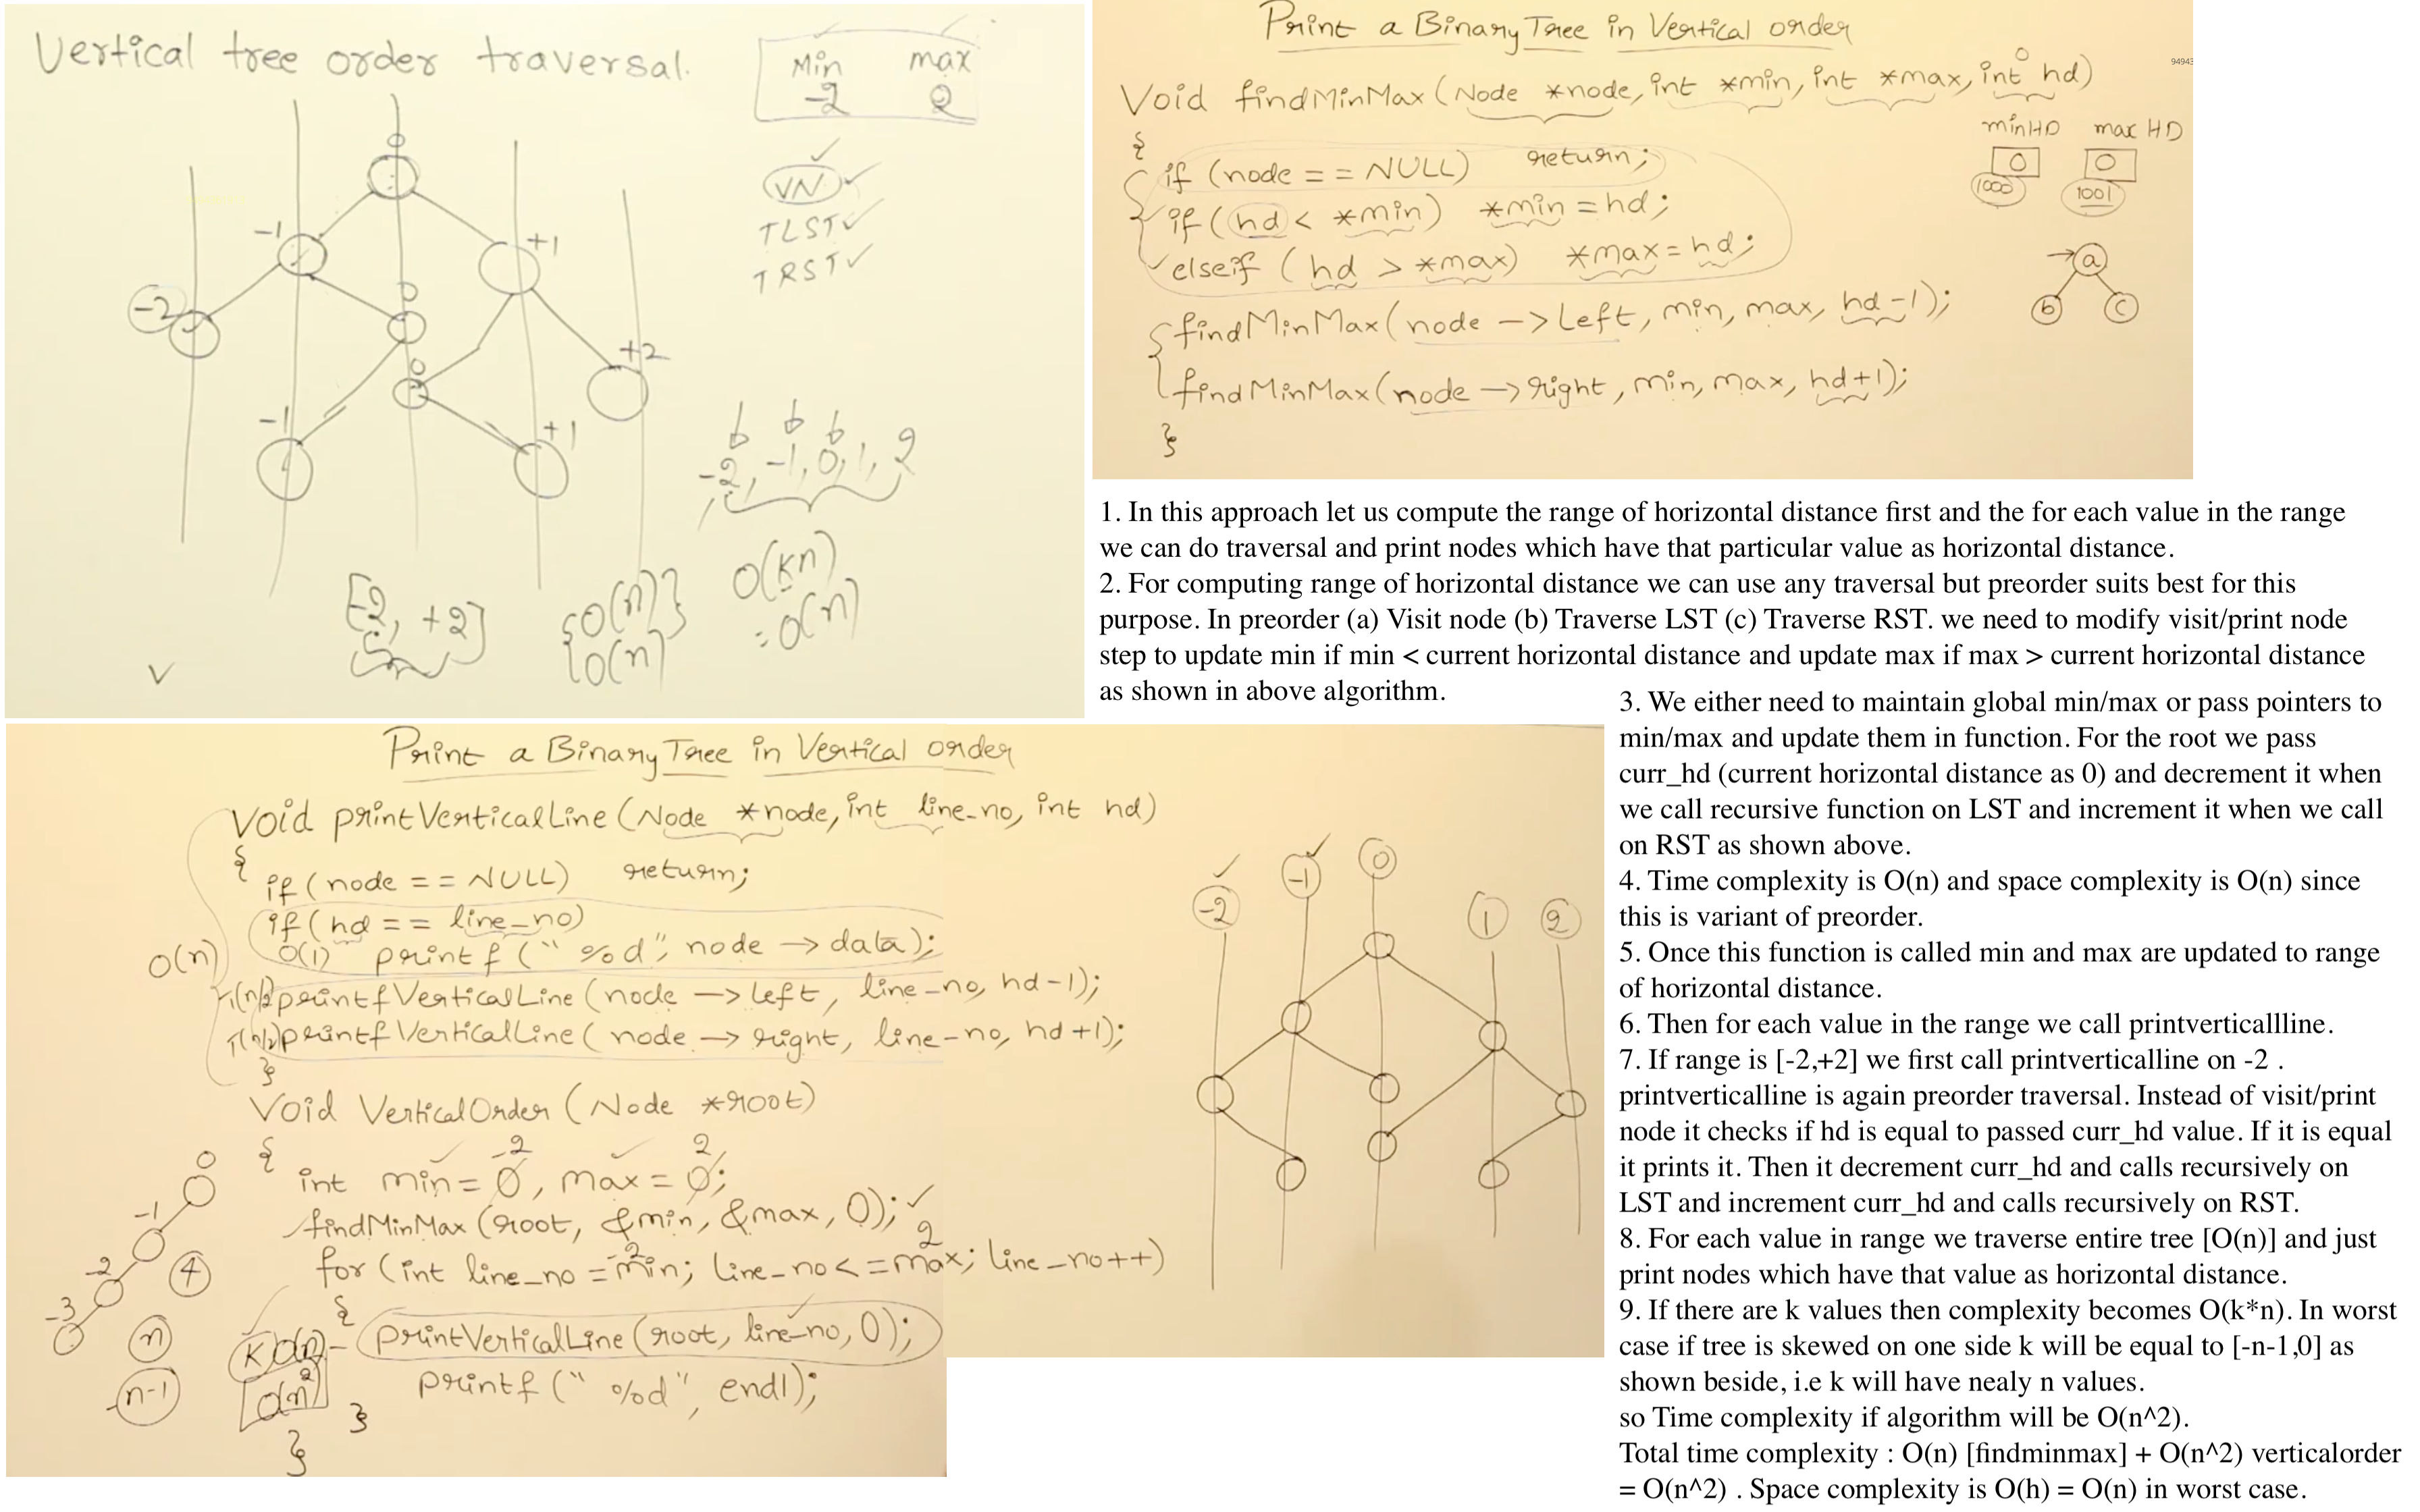 Vertical tree order traversal.
Min max
-2 2
VN
TLST
TRST
0
-1
+1
-2
0
0
+2
-1
+1
-2, -1, 0, 1, 2
[-2, +2]
O(n)
O(n)
O(kn)
= O(n)
Print a Binary Tree in Vertical order
94943
0
Void findMinMax (Node *node, int *min, int *max, int hd)
{
if (node == NULL) return;
if (hd < *min) *min = hd;
elseif (hd > *max) *max = hd;
findMinMax (node -> left, min, max, hd-1);
findMinMax (node -> right, min, max, hd+1);
}
minHD max HD
0 0
1000 1001
a
b c
1. In this approach let us compute the range of horizontal distance first and the for each value in the range
we can do traversal and print nodes which have that particular value as horizontal distance.
2. For computing range of horizontal distance we can use any traversal but preorder suits best for this
purpose. In preorder (a) Visit node (b) Traverse LST (c) Traverse RST. we need to modify visit/print node
step to update min if min < current horizontal distance and update max if max > current horizontal distance
as shown in above algorithm.
Print a Binary Tree in Vertical order
Void printVerticalLine (Node *node, int line_no, int hd)
{
if (node == NULL) return;
if (hd == line_no)
O(1) printf (" %d", node -> data);
O(n)
T(n/2) printfVerticalLine (node -> left, line_no, hd-1);
T(n/2) printfVerticalLine ( node -> right, line-no, hd+1);
}
Void VerticalOrder (Node *root)
{
-2 2
int min = 0, max = 0;
findMinMax (root, &min, &max, 0);
-2 2
for (int line_no = min; line_no <= max; line_no++)
{
K O(n) - printVerticalLine (root, line_no, 0);
O(n²) printf (" %d", endl);
}
}
0
-1
-2
-3
4
n
-n-1
-2 -1 0 1 2
3. We either need to maintain global min/max or pass pointers to
min/max and update them in function. For the root we pass
curr_hd (current horizontal distance as 0) and decrement it when
we call recursive function on LST and increment it when we call
on RST as shown above.
4. Time complexity is O(n) and space complexity is O(n) since
this is variant of preorder.
5. Once this function is called min and max are updated to range
of horizontal distance.
6. Then for each value in the range we call printverticallline.
7. If range is [-2,+2] we first call printverticalline on -2 .
printverticalline is again preorder traversal. Instead of visit/print
node it checks if hd is equal to passed curr_hd value. If it is equal
it prints it. Then it decrement curr_hd and calls recursively on
LST and increment curr_hd and calls recursively on RST.
8. For each value in range we traverse entire tree [O(n)] and just
print nodes which have that value as horizontal distance.
9. If there are k values then complexity becomes O(k*n). In worst
case if tree is skewed on one side k will be equal to [-n-1,0] as
shown beside, i.e k will have nealy n values.
so Time complexity if algorithm will be O(n^2).
Total time complexity : O(n) [findminmax] + O(n^2) verticalorder
= O(n^2) . Space complexity is O(h) = O(n) in worst case.